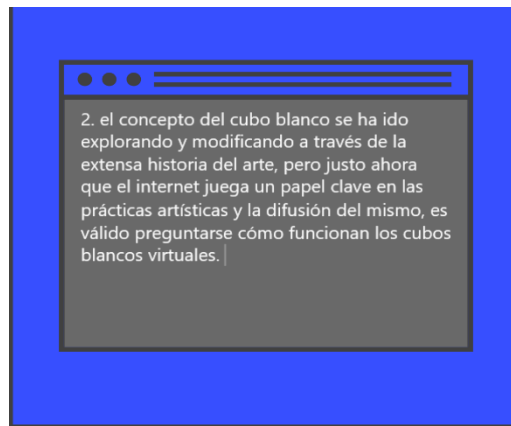 2. el concepto del cubo blanco se ha ido
explorando y modificando a través de la
extensa historia del arte, pero justo ahora
que el internet juega un papel clave en las
prácticas artísticas y la difusión del mismo, es
válido preguntarse cómo funcionan los cubos
blancos virtuales.